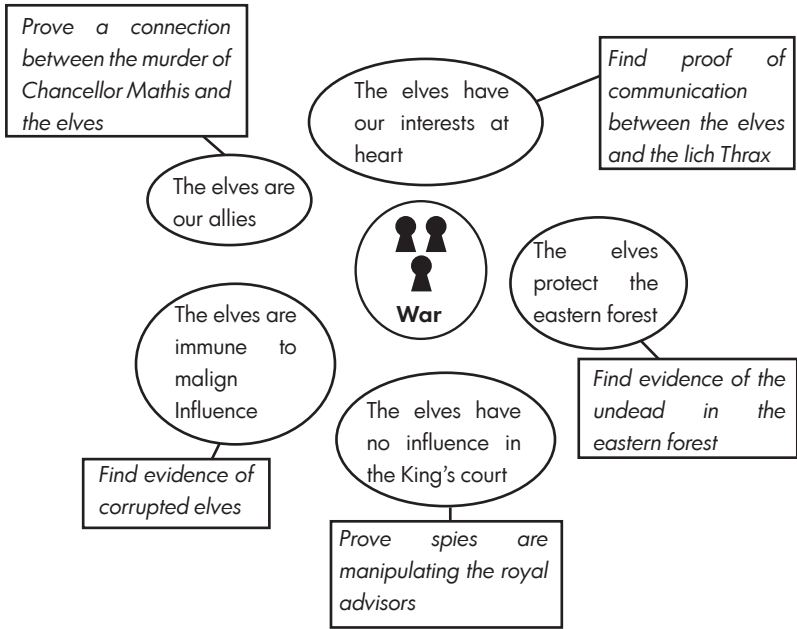 Prove a connection
between the murder of
Chancellor Mathis and
the elves
The elves have
our interests at
heart
Find proof of
communication
between the elves
and the lich Thrax
The elves are
our allies
War
The elves
protect the
eastern forest
The elves are
immune to
malign
Influence
Find evidence of the
undead in the
eastern forest
The elves have
no influence in
the King's court
Find evidence of
corrupted elves
Prove spies are
manipulating the royal
advisors